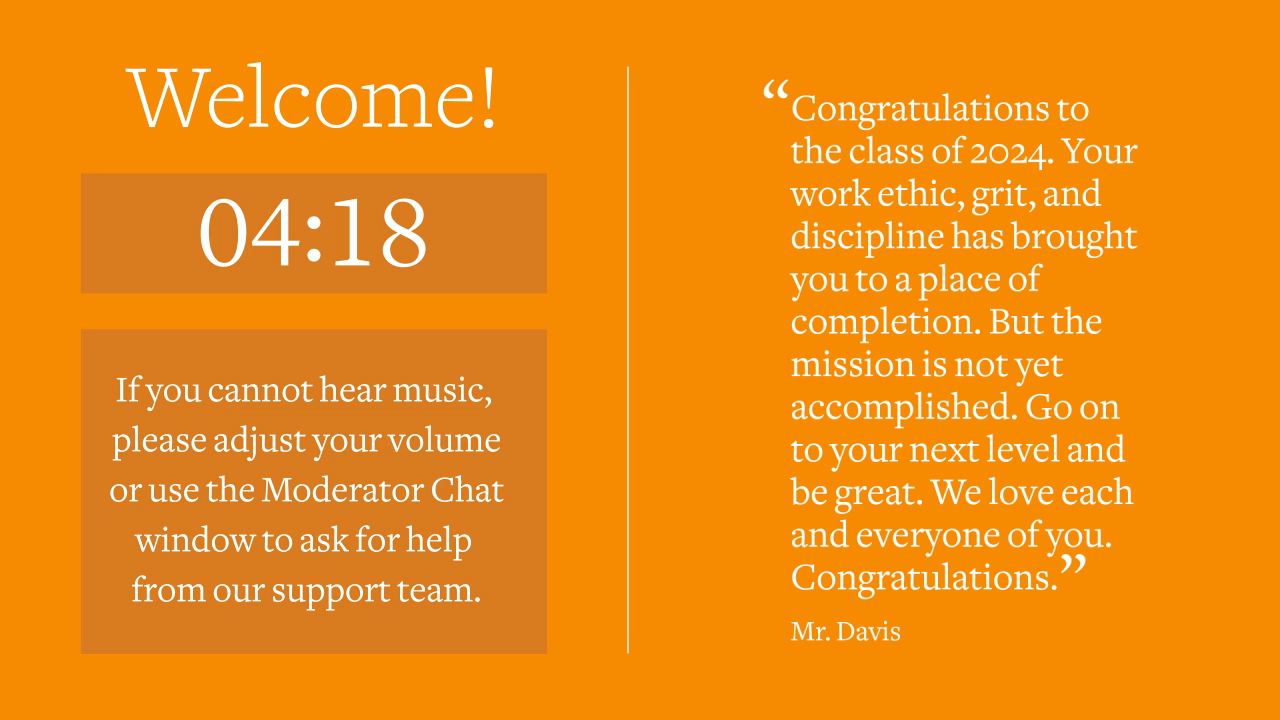 Welcome!
04:18
If you cannot hear music,
please adjust your volume
or use the Moderator Chat
window to ask for help
from our support team.
“Congratulations to
the class of 2024. Your
work ethic, grit, and
discipline has brought
you to a place of
completion. But the
mission is not yet
accomplished. Go on
to your next level and
be great. We love each
and everyone of you.
Congratulations.”
Mr. Davis